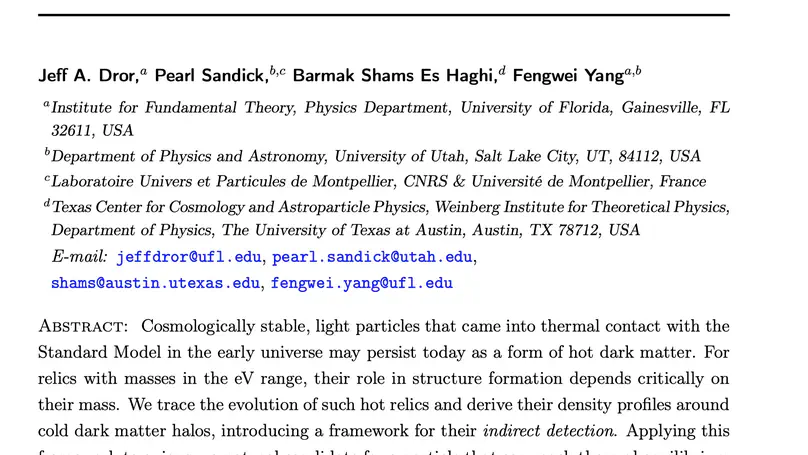 Jeff A. Dror,ᵃ Pearl Sandick,ᵇ,ᶜ Barmak Shams Es Haghi,ᵈ Fengwei Yangᵃ,ᵇ
ᵃInstitute for Fundamental Theory, Physics Department, University of Florida, Gainesville, FL
32611, USA
ᵇDepartment of Physics and Astronomy, University of Utah, Salt Lake City, UT, 84112, USA
ᶜLaboratoire Univers et Particules de Montpellier, CNRS & Université de Montpellier, France
ᵈTexas Center for Cosmology and Astroparticle Physics, Weinberg Institute for Theoretical Physics,
Department of Physics, The University of Texas at Austin, Austin, TX 78712, USA
E-mail: jeffdror@ufl.edu, pearl.sandick@utah.edu,
shams@austin.utexas.edu, fengwei.yang@ufl.edu
ABSTRACT: Cosmologically stable, light particles that came into thermal contact with the
Standard Model in the early universe may persist today as a form of hot dark matter. For
relics with masses in the eV range, their role in structure formation depends critically on
their mass. We trace the evolution of such hot relics and derive their density profiles around
cold dark matter halos, introducing a framework for their indirect detection. Applying this